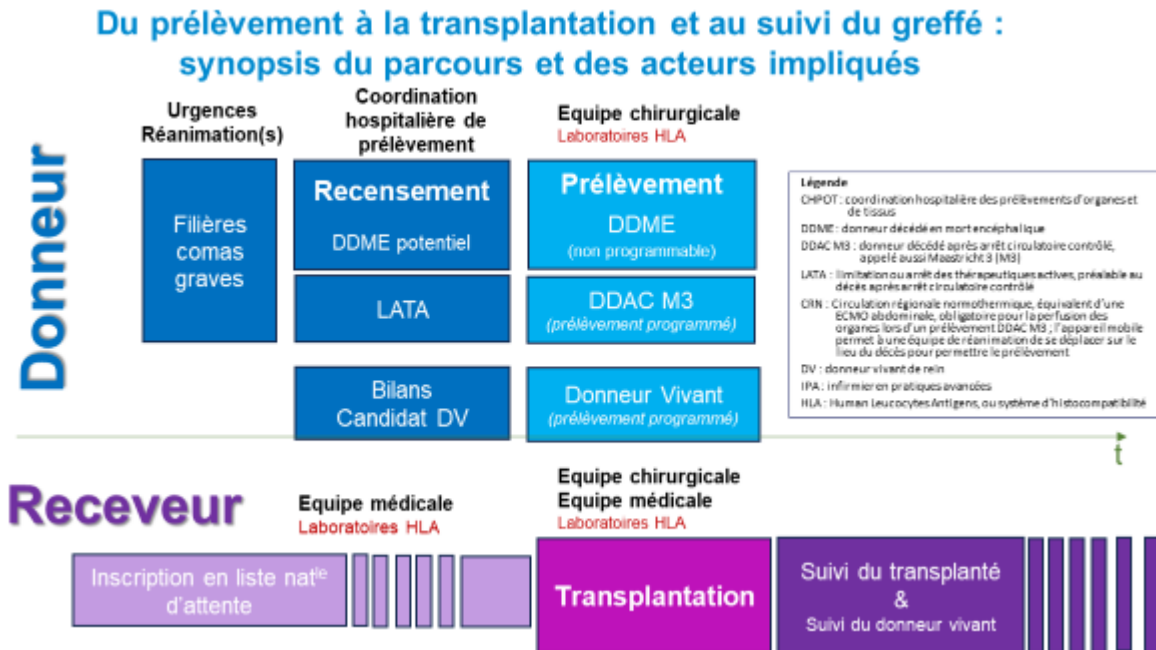 Du prélèvement à la transplantation et au suivi du greffé :
synopsis du parcours et des acteurs impliqués
Donneur
Urgences
Réanimation(s)
Coordination
hospitalière de
prélèvement
Equipe chirurgicale
Laboratoires HLA
Filières
comas
graves
Recensement
DDME potentiel
Prélèvement
DDME
(non programmable)
LATA
DDAC M3
(prélèvement programmé)
Bilans
Candidat DV
Donneur Vivant
(prélèvement programmé)
Légende
CHPOT : coordination hospitalière des prélèvements d'organes et
de tissus
DDME : donneur décédé en mort encéphalique
DDAC M3 : donneur décédé après arrêt circulatoire contrôlé,
appelé aussi Maastricht 3 (M3)
LATA : limitation ou arrêt des thérapeutiques actives, préalable au
décès après arrêt circulatoire contrôlé
CRN : Circulation régionale normothermique, équivalent d'une
ECMO abdominale, obligatoire pour la perfusion des
organes lors d'un prélèvement DDAC M3 ; l'appareil mobile
permet à une équipe de réanimation de se déplacer sur le
lieu du décès pour permettre le prélèvement
DV : donneur vivant de rein
IPA : infirmier en pratiques avancées
HLA : Human Leucocytes Antigens, ou système d'histocompatibilité
t
Receveur
Equipe médicale
Laboratoires HLA
Equipe chirurgicale
Equipe médicale
Laboratoires HLA
Inscription en liste natˡᵉ
d'attente
Transplantation
Suivi du transplanté
&
Suivi du donneur vivant